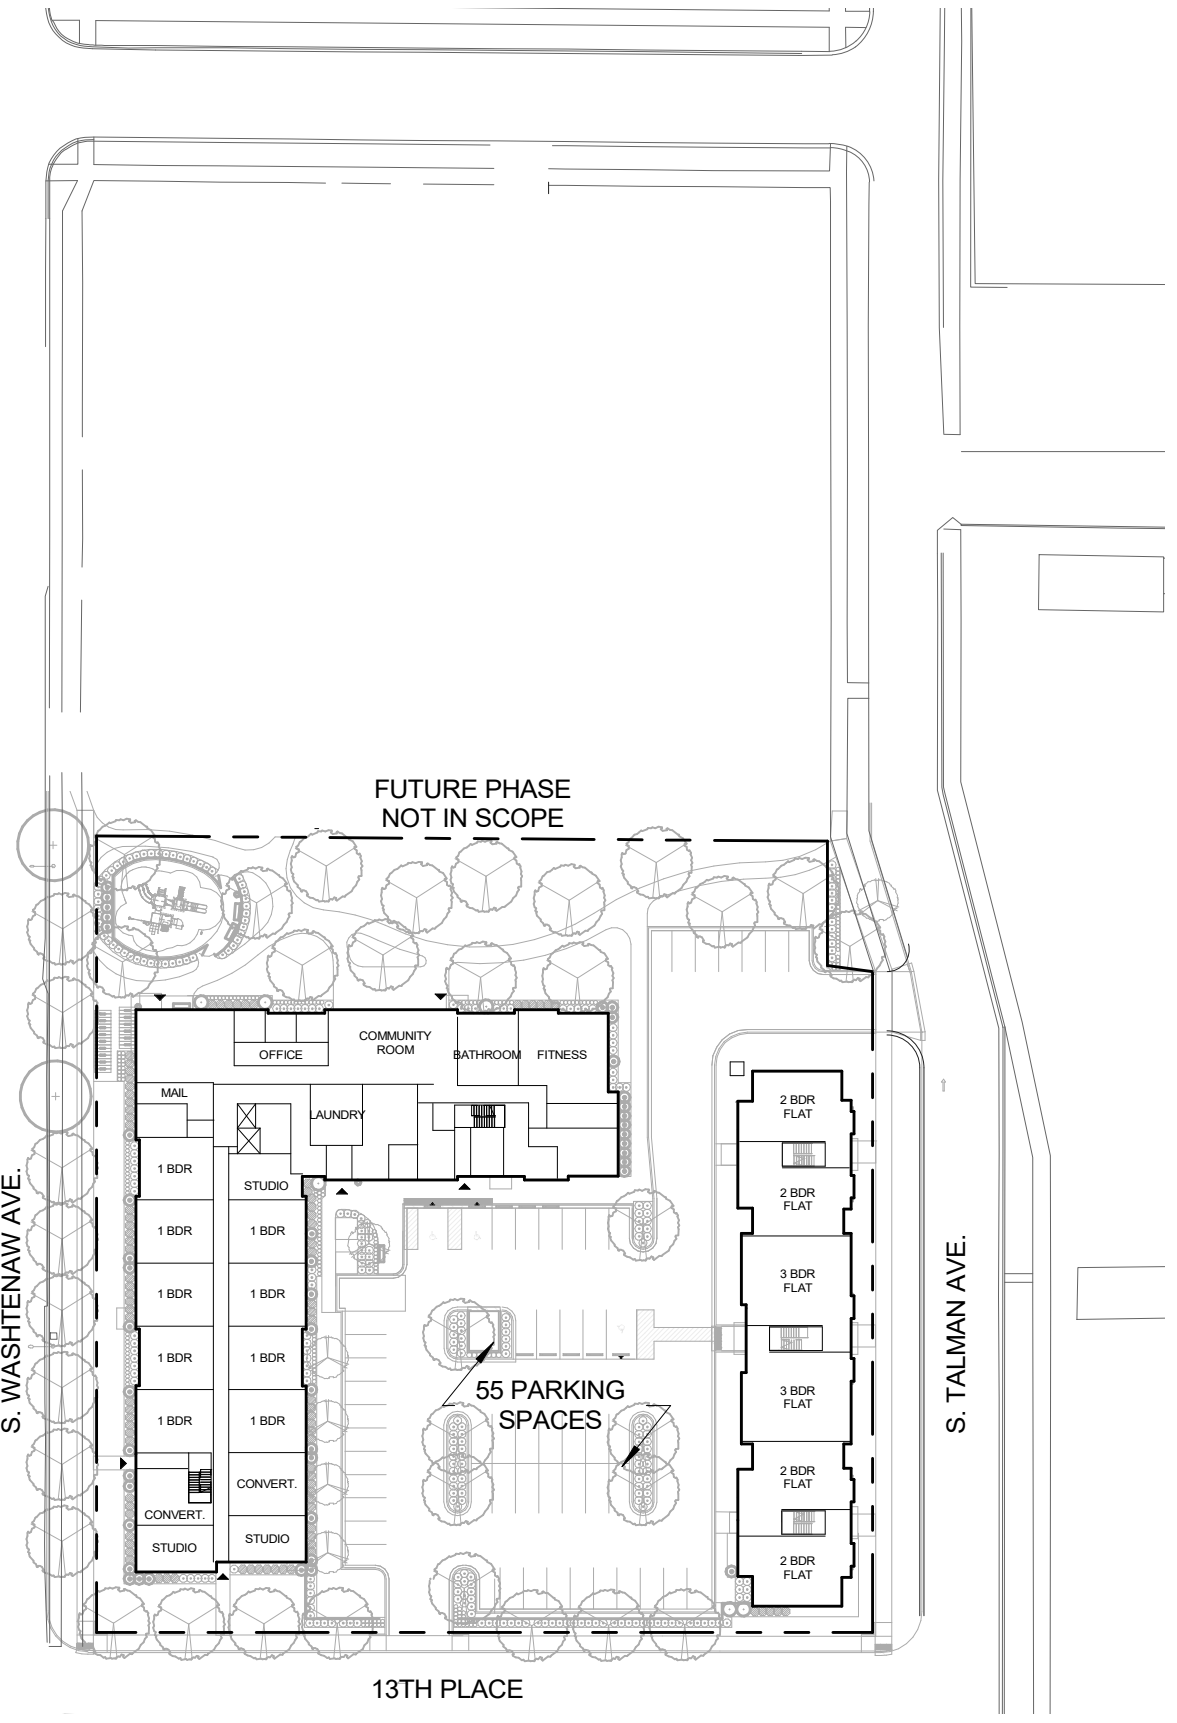 FUTURE PHASE
NOT IN SCOPE
COMMUNITY
ROOM
OFFICE
BATHROOM
FITNESS
MAIL
LAUNDRY
2 BDR
FLAT
1 BDR
STUDIO
2 BDR
FLAT
1 BDR
1 BDR
3 BDR
FLAT
1 BDR
1 BDR
S. WASHTENAW AVE.
S. TALMAN AVE.
1 BDR
1 BDR
55 PARKING
SPACES
3 BDR
FLAT
1 BDR
1 BDR
2 BDR
FLAT
CONVERT.
CONVERT.
STUDIO
STUDIO
2 BDR
FLAT
13TH PLACE